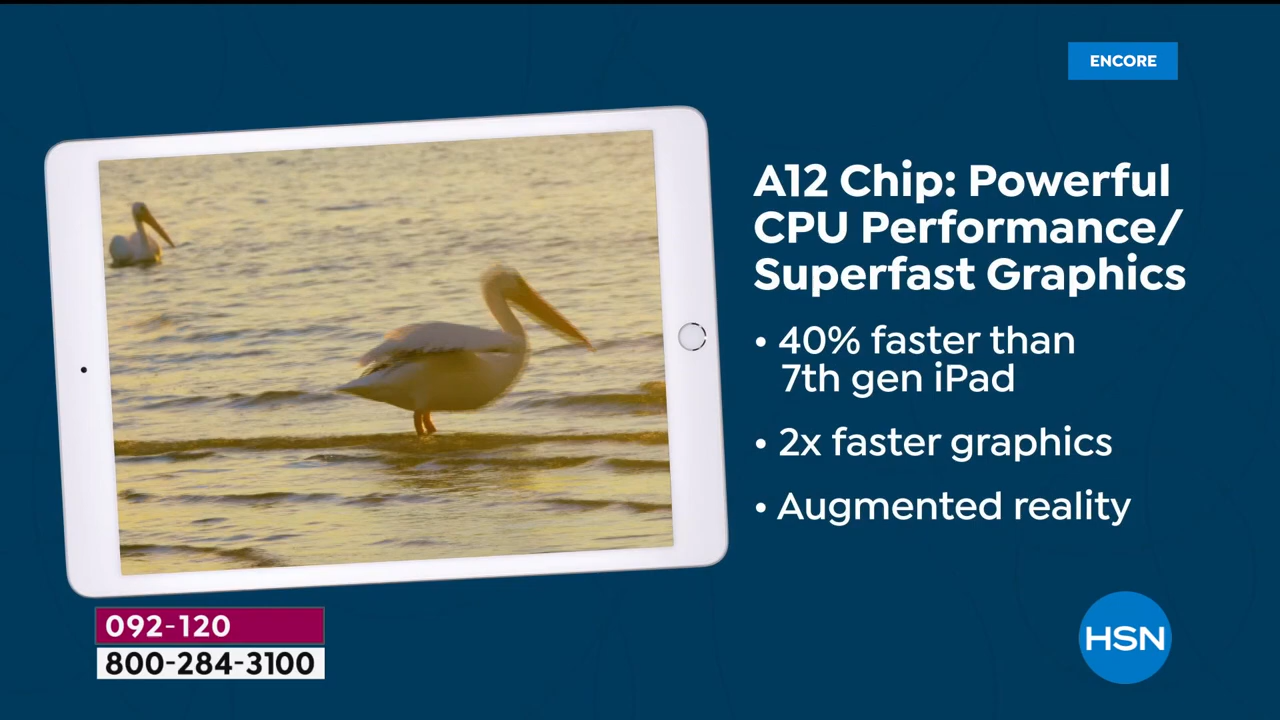 ENCORE
A12 Chip: Powerful
CPU Performance/
Superfast Graphics
• 40% faster than
7th gen iPad
• 2x faster graphics
• Augmented reality
092-120
800-284-3100
HSN